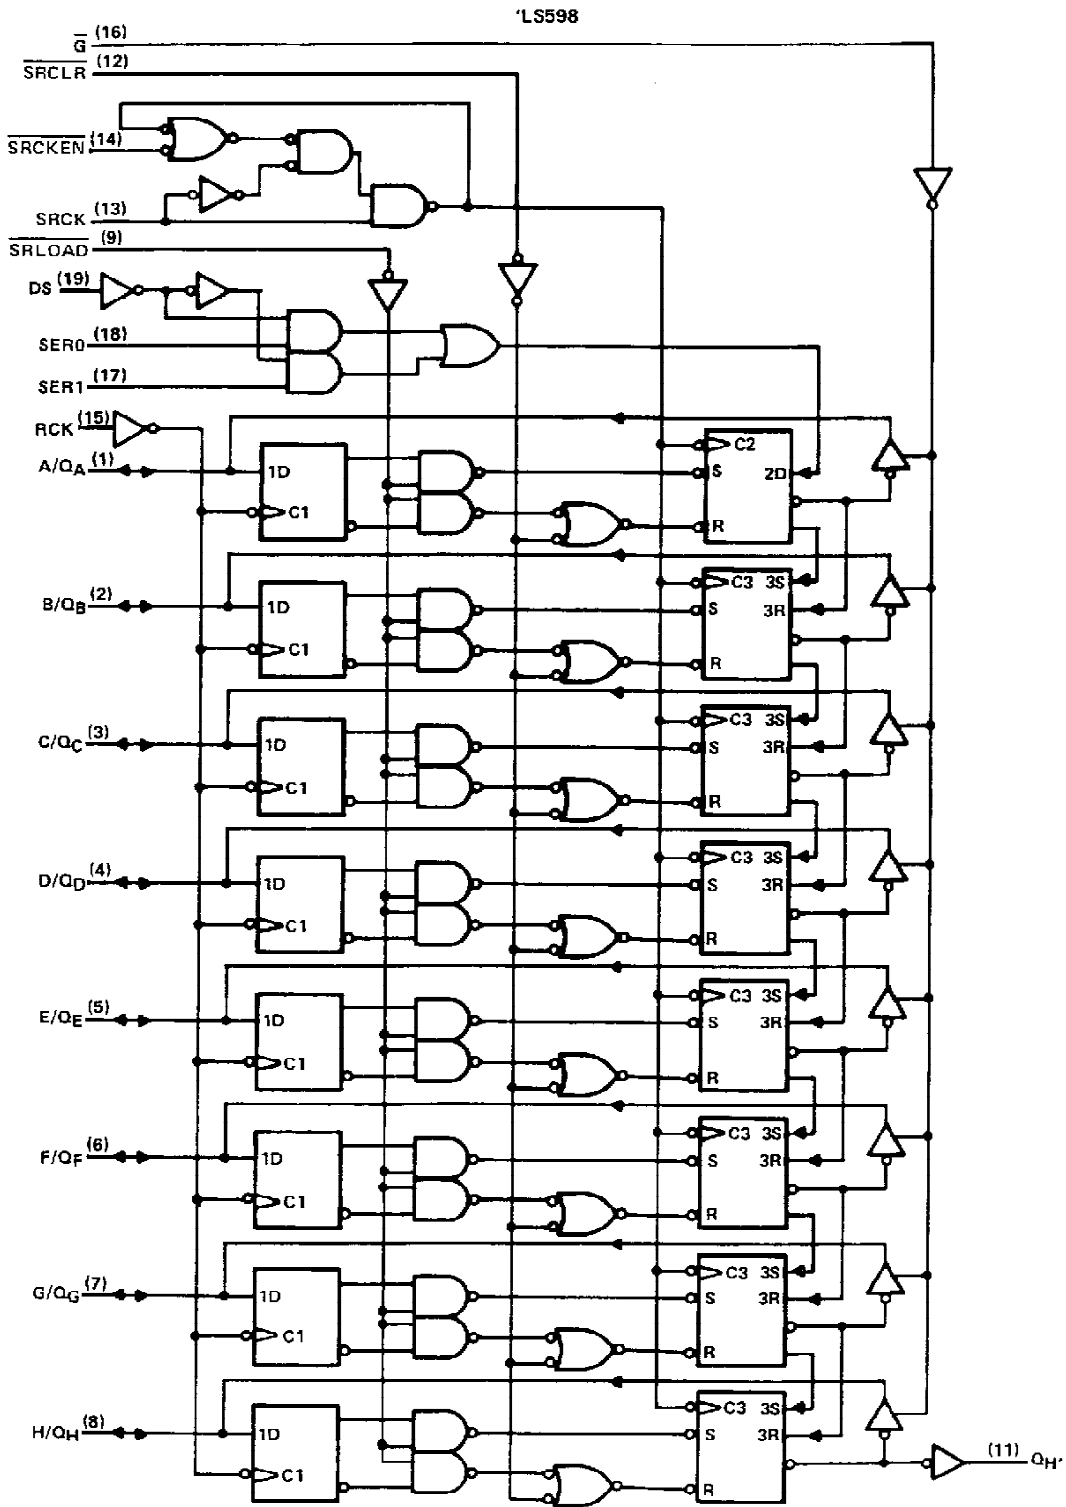 'LS598
G (16)
SRCLR (12)
SRCKEN (14)
SRCK (13)
SRLOAD (9)
DS (19)
SER0 (18)
SER1 (17)
RCK (15)
A/QA (1)
1D
C1
C2
S
2D
R
B/QB (2)
1D
C1
C3 3S
S 3R
R
C/QC (3)
1D
C1
C3 3S
S 3R
R
D/QD (4)
1D
C1
C3 3S
S 3R
R
E/QE (5)
1D
C1
C3 3S
S 3R
R
F/QF (6)
1D
C1
C3 3S
S 3R
R
G/QG (7)
1D
C1
C3 3S
S 3R
R
H/QH (8)
1D
C1
C3 3S
S 3R
R
(11) QH'